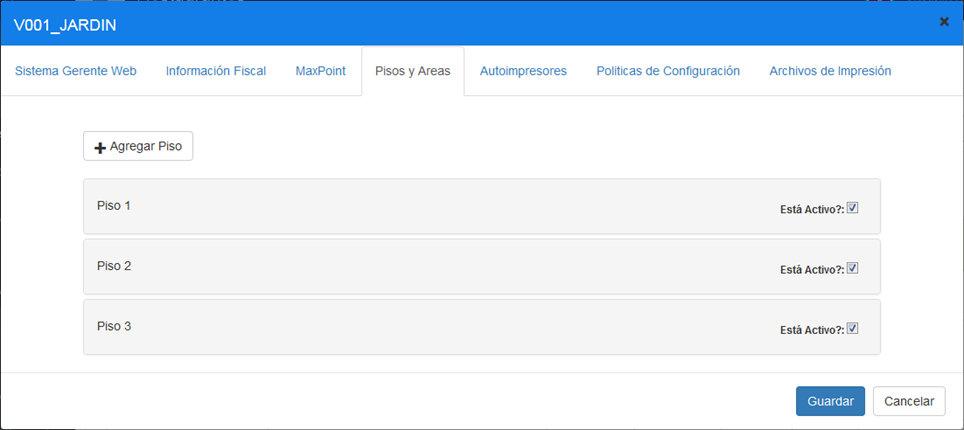 V001_JARDIN
Sistema Gerente Web Información Fiscal MaxPoint Pisos y Areas Autoimpresores Politicas de Configuración Archivos de Impresión
Agregar Piso
Piso 1 Está Activo?:
Piso 2 Está Activo?:
Piso 3 Está Activo?:
Guardar Cancelar